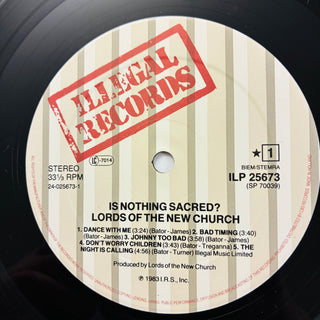 ILLEGAL
RECORDS
STEREO
33⅓ RPM
24-025673-1
LC-7014
★ 1
BIEM/STEMRA
ILP 25673
(SP 70039)
IS NOTHING SACRED?
LORDS OF THE NEW CHURCH
1. DANCE WITH ME (3:24) (Bator - James) 2. BAD TIMING (3:40)
(Bator-James) 3. JOHNNY TOO BAD (3:58) (Bator-James)
4. DON'T WORRY CHILDREN (3:43) (Bator - Treganna) 5. THE
NIGHT IS CALLING (4:56) (Bator - Turner) Illegal Music Limited
Produced by Lords of the New Church
Ⓟ 1983 I.R.S., Inc.